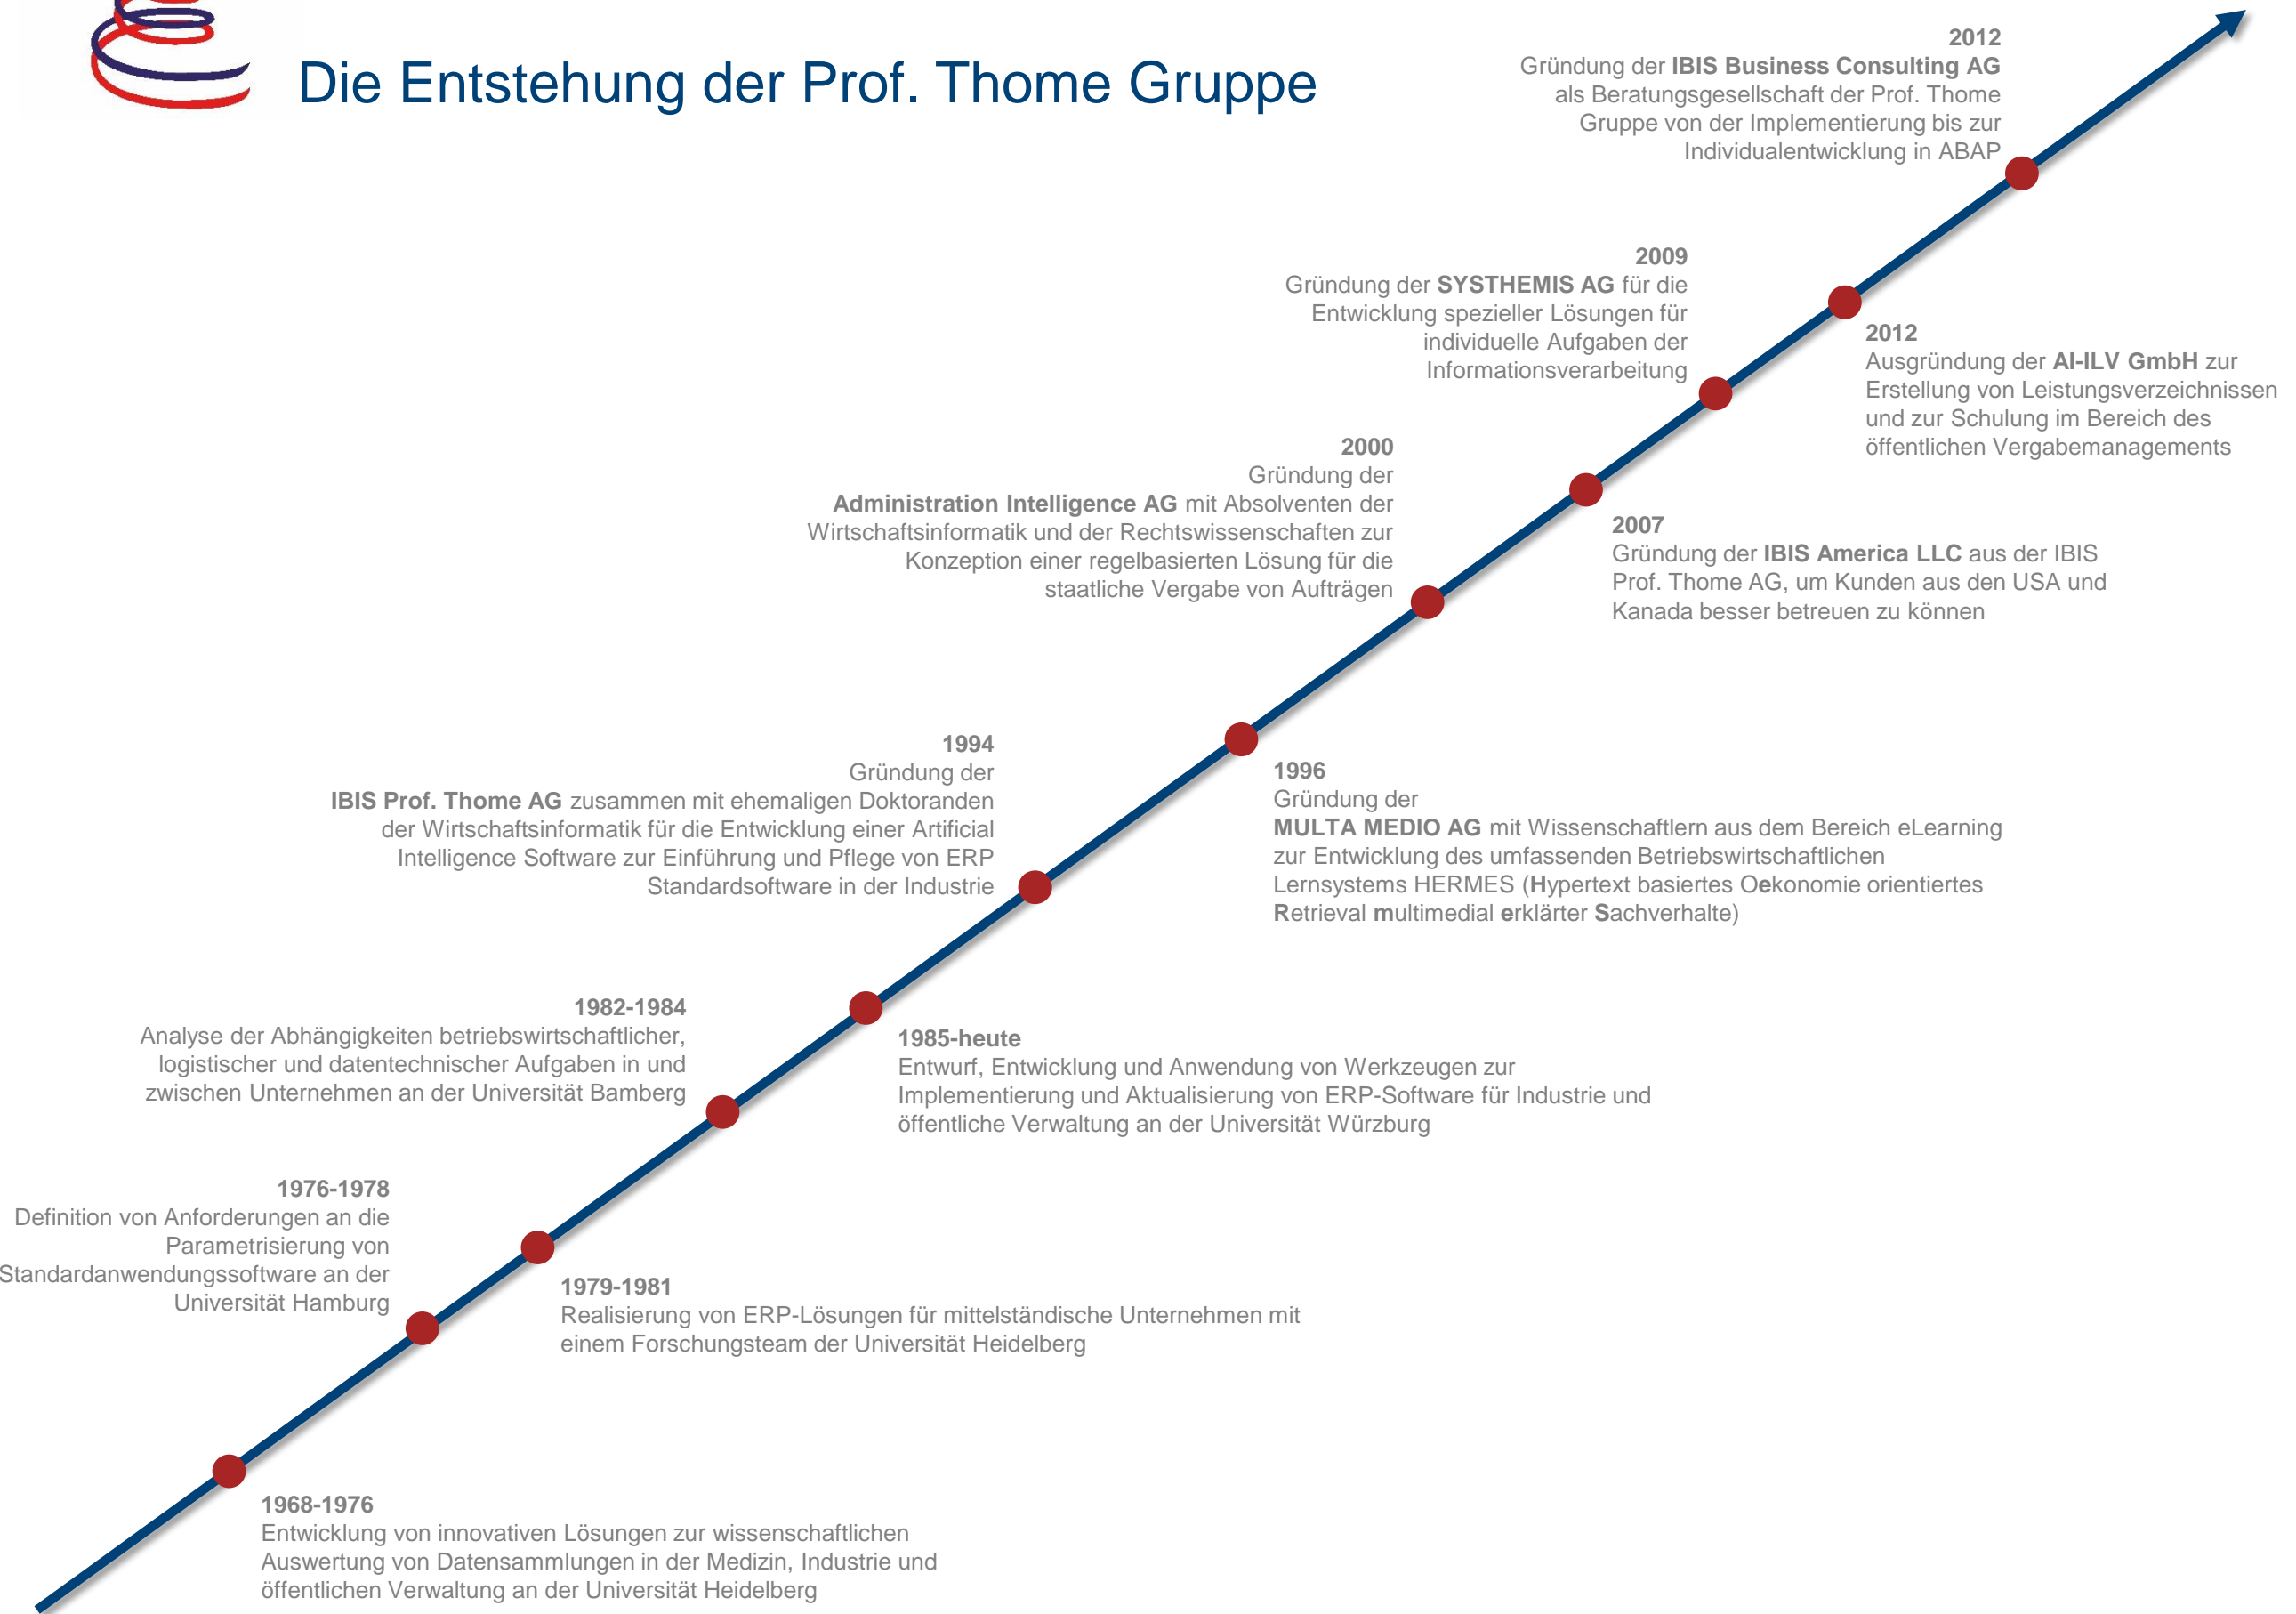 Die Entstehung der Prof. Thome Gruppe
2012
Gründung der IBIS Business Consulting AG
als Beratungsgesellschaft der Prof. Thome
Gruppe von der Implementierung bis zur
Individualentwicklung in ABAP
2009
Gründung der SYSTHEMIS AG für die
Entwicklung spezieller Lösungen für
individuelle Aufgaben der
Informationsverarbeitung
2012
Ausgründung der AI-ILV GmbH zur
Erstellung von Leistungsverzeichnissen
und zur Schulung im Bereich des
öffentlichen Vergabemanagements
2000
Gründung der
Administration Intelligence AG mit Absolventen der
Wirtschaftsinformatik und der Rechtswissenschaften zur
Konzeption einer regelbasierten Lösung für die
staatliche Vergabe von Aufträgen
2007
Gründung der IBIS America LLC aus der IBIS
Prof. Thome AG, um Kunden aus den USA und
Kanada besser betreuen zu können
1994
Gründung der
IBIS Prof. Thome AG zusammen mit ehemaligen Doktoranden
der Wirtschaftsinformatik für die Entwicklung einer Artificial
Intelligence Software zur Einführung und Pflege von ERP
Standardsoftware in der Industrie
1996
Gründung der
MULTA MEDIO AG mit Wissenschaftlern aus dem Bereich eLearning
zur Entwicklung des umfassenden Betriebswirtschaftlichen
Lernsystems HERMES (Hypertext basiertes Oekonomie orientiertes
Retrieval multimedial erklärter Sachverhalte)
1982-1984
Analyse der Abhängigkeiten betriebswirtschaftlicher,
logistischer und datentechnischer Aufgaben in und
zwischen Unternehmen an der Universität Bamberg
1985-heute
Entwurf, Entwicklung und Anwendung von Werkzeugen zur
Implementierung und Aktualisierung von ERP-Software für Industrie und
öffentliche Verwaltung an der Universität Würzburg
1976-1978
Definition von Anforderungen an die
Parametrisierung von
Standardanwendungssoftware an der
Universität Hamburg
1979-1981
Realisierung von ERP-Lösungen für mittelständische Unternehmen mit
einem Forschungsteam der Universität Heidelberg
1968-1976
Entwicklung von innovativen Lösungen zur wissenschaftlichen
Auswertung von Datensammlungen in der Medizin, Industrie und
öffentlichen Verwaltung an der Universität Heidelberg